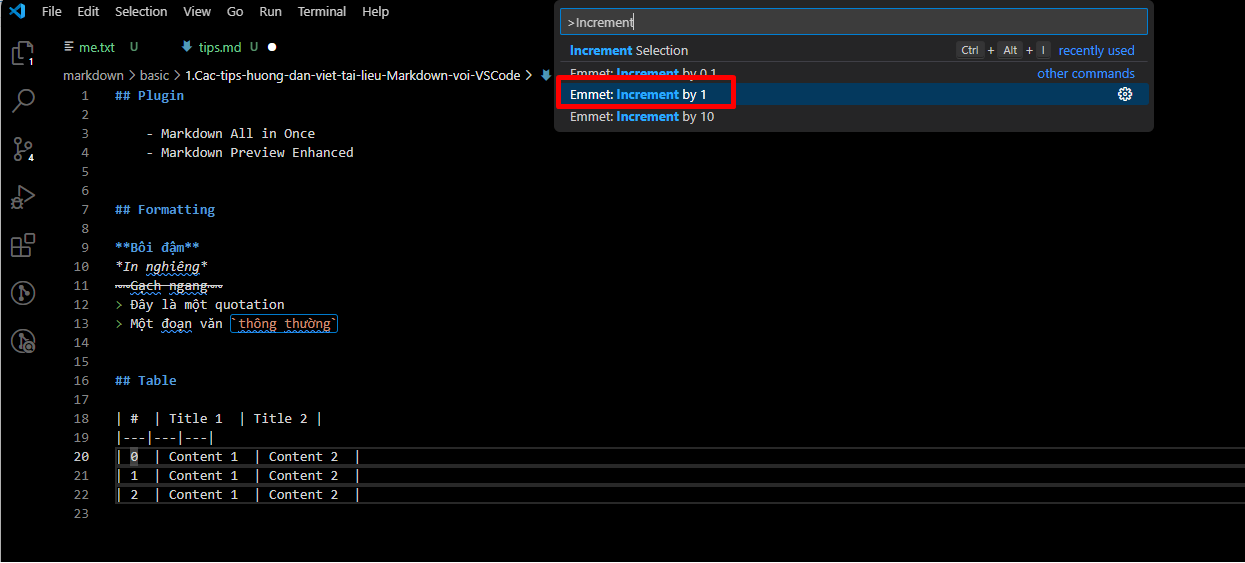 File Edit Selection View Go Run Terminal Help
>Increment
Increment Selection Ctrl + Alt + I recently used
Emmet: Increment by 0.1 other commands
Emmet: Increment by 1
Emmet: Increment by 10
me.txt U tips.md U
markdown > basic > 1.Cac-tips-huong-dan-viet-tai-lieu-Markdown-voi-VSCode >
1
4
1 ## Plugin
2
3 - Markdown All in Once
4 - Markdown Preview Enhanced
5
6
7 ## Formatting
8
9 **Bôi đậm**
10 *In nghiêng*
11 ~~Gạch ngang~~
12 > Đây là một quotation
13 > Một đoạn văn `thông thường`
14
15
16 ## Table
17
18 | # | Title 1 | Title 2 |
19 |---|---|---|
20 | 0 | Content 1 | Content 2 |
21 | 1 | Content 1 | Content 2 |
22 | 2 | Content 1 | Content 2 |
23